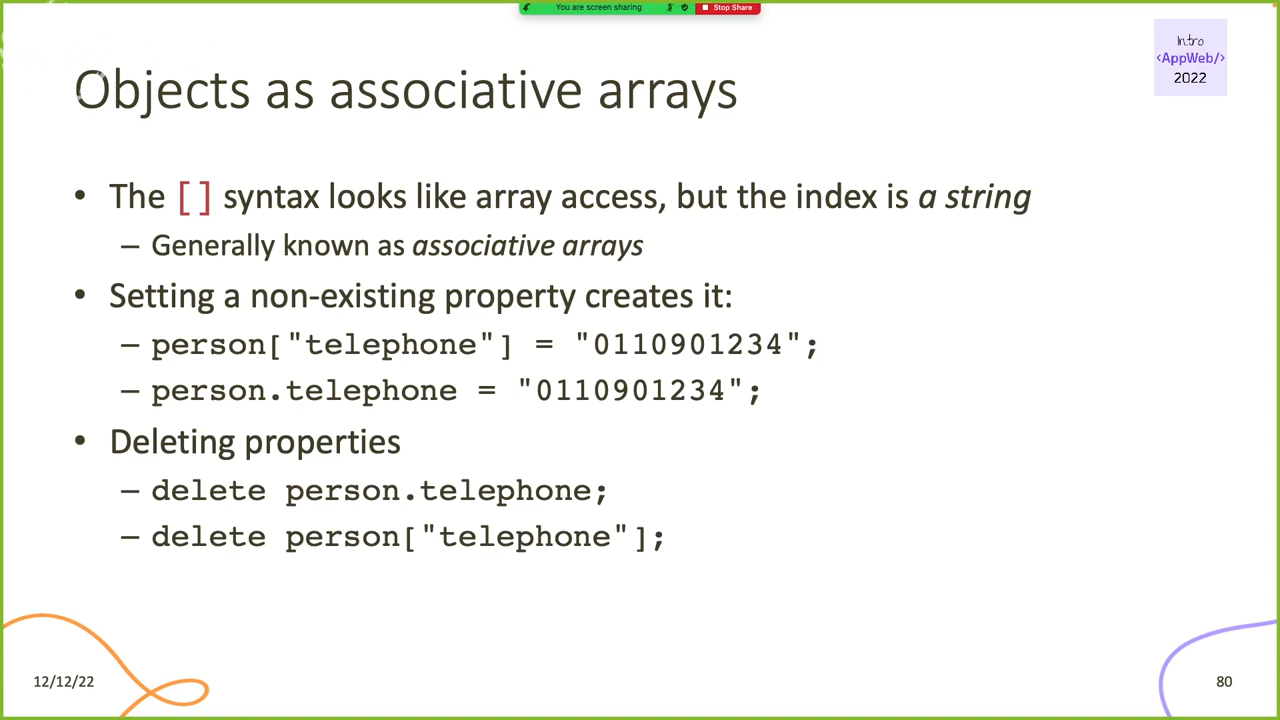 You are screen sharing
Stop Share
Intro
<AppWeb/>
2022
Objects as associative arrays
• The [] syntax looks like array access, but the index is a string
– Generally known as associative arrays
• Setting a non-existing property creates it:
– person["telephone"] = "0110901234";
– person.telephone = "0110901234";
• Deleting properties
– delete person.telephone;
– delete person["telephone"];
12/12/22
80